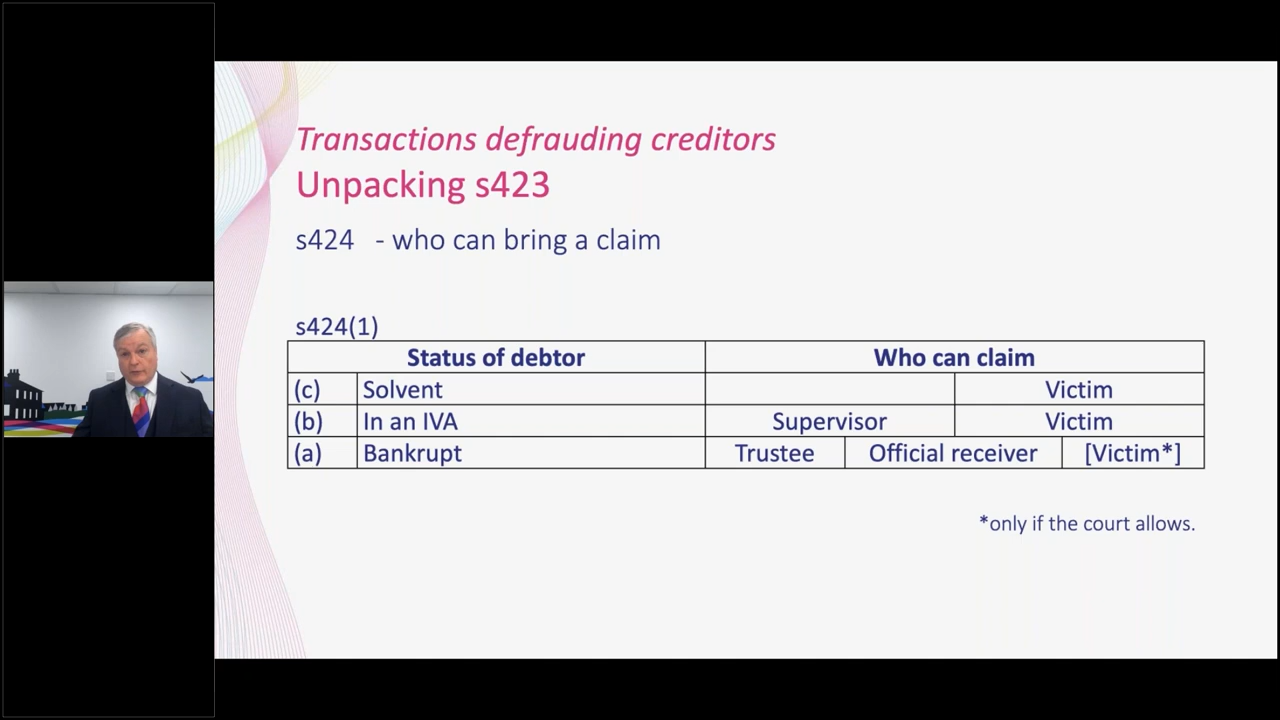 Transactions defrauding creditors
Unpacking s423
s424 - who can bring a claim
s424(1)
Status of debtor Who can claim
(c) Solvent Victim
(b) In an IVA Supervisor Victim
(a) Bankrupt Trustee Official receiver [Victim*]
*only if the court allows.